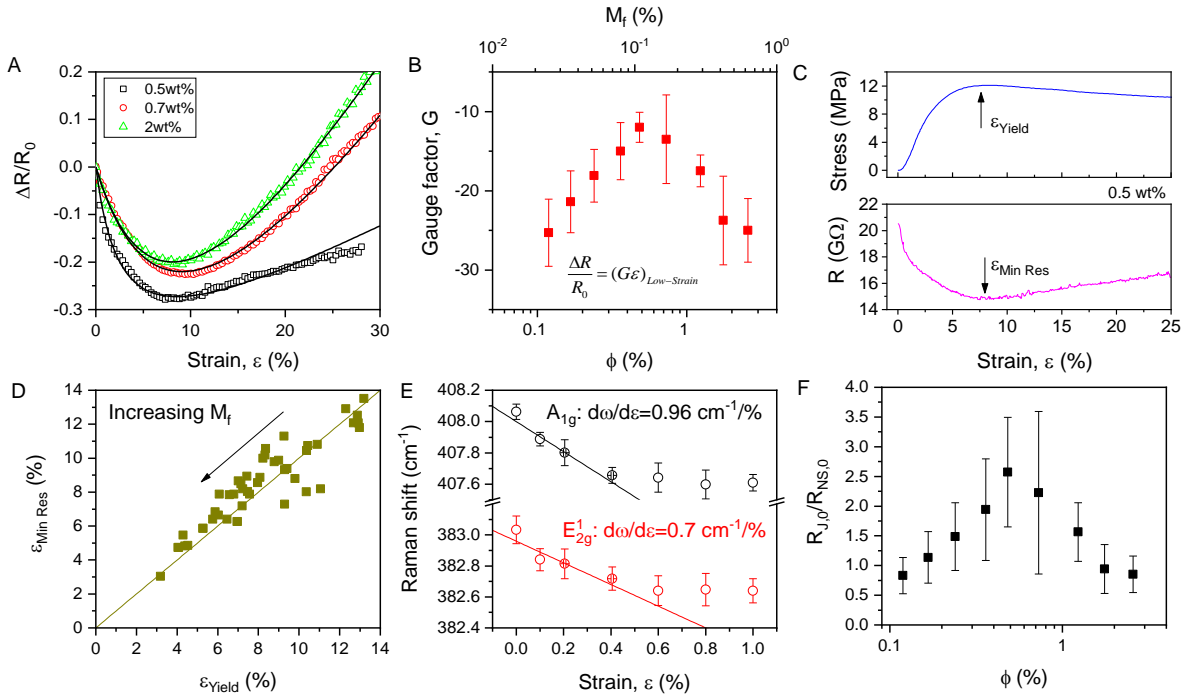 A
0.2
0.1
0.0
-0.1
-0.2
-0.3
0.5wt%
0.7wt%
2wt%
ΔR/R₀
0 10 20 30
Strain, ε (%)
B
M_f (%)
10⁻² 10⁻¹ 10⁰
-10
-20
-30
Gauge factor, G
ΔR/R₀ = (Gε)_Low−Strain
0.1 1
ϕ (%)
C
12
6
0
Stress (MPa)
ε_Yield
0.5 wt%
22
20
18
16
14
R (GΩ)
ε_Min Res
0 5 10 15 20 25
Strain, ε (%)
D
14
12
10
8
6
4
2
0
Increasing M_f
ε_Min Res (%)
0 2 4 6 8 10 12 14
ε_Yield (%)
E
408.2
408.0
407.8
407.6
383.2
383.0
382.8
382.6
382.4
A₁g: dω/dε=0.96 cm⁻¹/%
E¹₂g: dω/dε=0.7 cm⁻¹/%
Raman shift (cm⁻¹)
0.0 0.2 0.4 0.6 0.8 1.0
Strain, ε (%)
F
4.0
3.5
3.0
2.5
2.0
1.5
1.0
0.5
0.0
R_J,0/R_NS,0
0.1 1
ϕ (%)